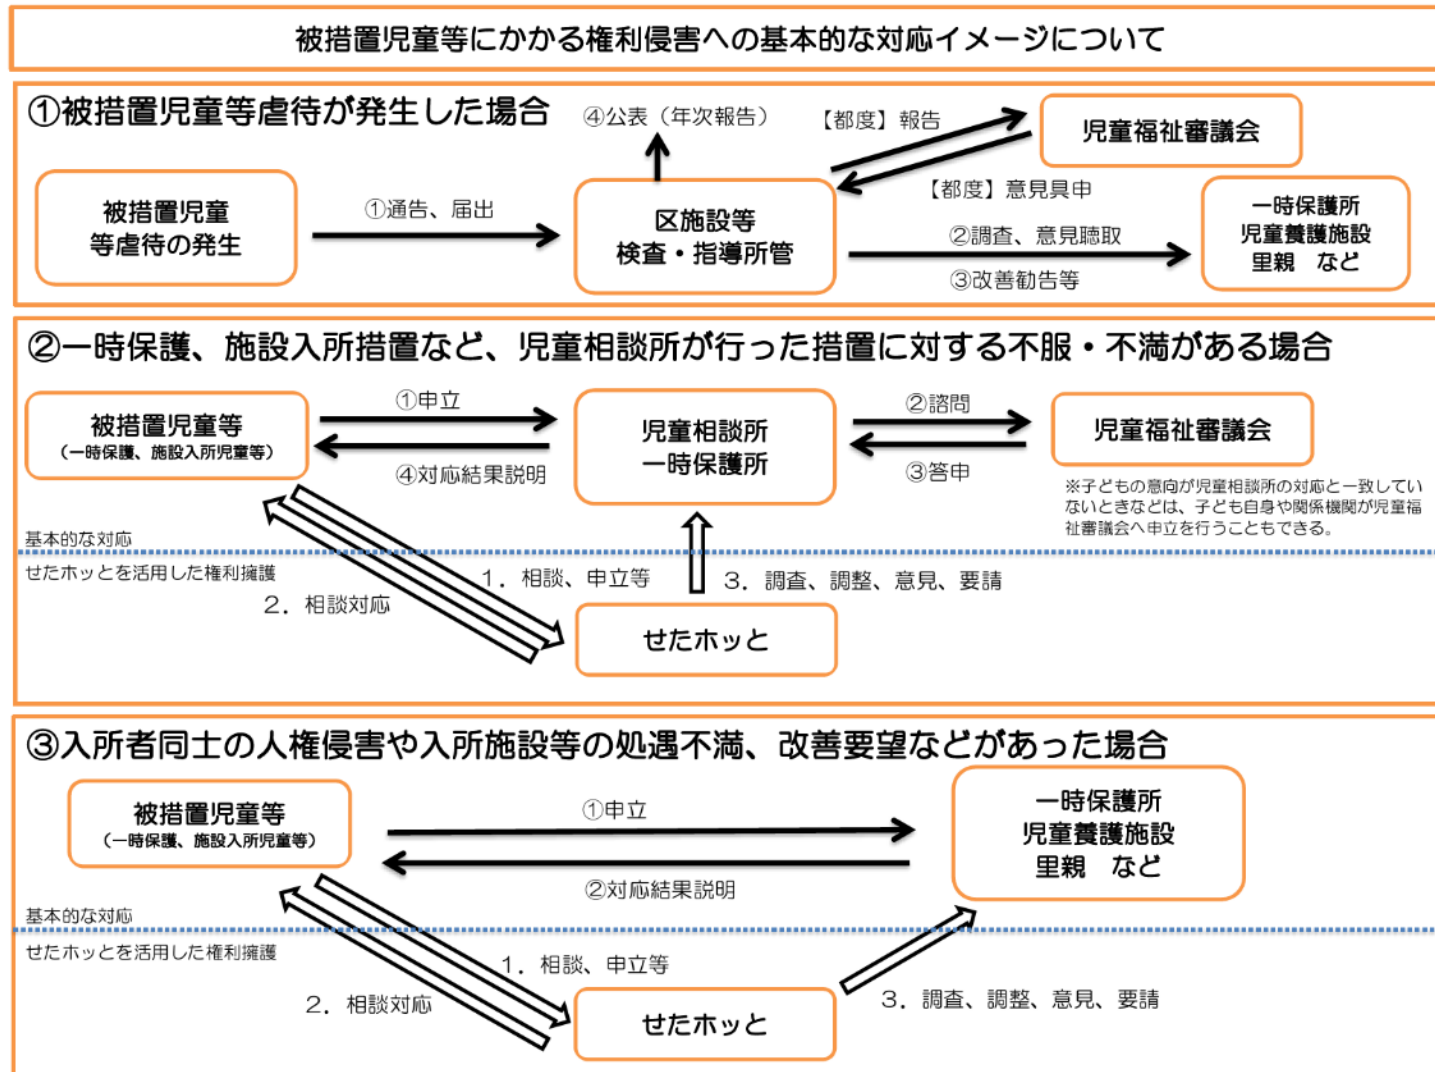 被措置児童等にかかる権利侵害への基本的な対応イメージについて
①被措置児童等虐待が発生した場合
④公表（年次報告）
【都度】報告
児童福祉審議会
被措置児童
等虐待の発生
①通告、届出
区施設等
検査・指導所管
【都度】意見具申
②調査、意見聴取
③改善勧告等
一時保護所
児童養護施設
里親　など
②一時保護、施設入所措置など、児童相談所が行った措置に対する不服・不満がある場合
被措置児童等
（一時保護、施設入所児童等）
①申立
④対応結果説明
児童相談所
一時保護所
②諮問
③答申
児童福祉審議会
※子どもの意向が児童相談所の対応と一致してい
ないときなどは、子ども自身や関係機関が児童福
祉審議会へ申立を行うこともできる。
基本的な対応
せたホッとを活用した権利擁護
1．相談、申立等
2．相談対応
3．調査、調整、意見、要請
せたホッと
③入所者同士の人権侵害や入所施設等の処遇不満、改善要望などがあった場合
被措置児童等
（一時保護、施設入所児童等）
①申立
②対応結果説明
一時保護所
児童養護施設
里親　など
基本的な対応
せたホッとを活用した権利擁護
1．相談、申立等
2．相談対応
せたホッと
3．調査、調整、意見、要請